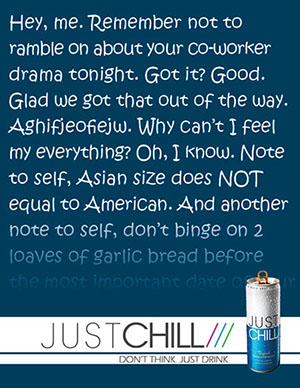 Hey, me. Remember not to
ramble on about your co-worker
drama tonight. Got it? Good.
Glad we got that out of the way.
Aghifjeofiejw. Why can't I feel
my everything? Oh, I know. Note
to self, Asian size does NOT
equal to American. And another
note to self, don't binge on 2
loaves of garlic bread before
the most important date of your
JUSTCHILL///
DON'T THINK. JUST DRINK.
JUST
CHILL